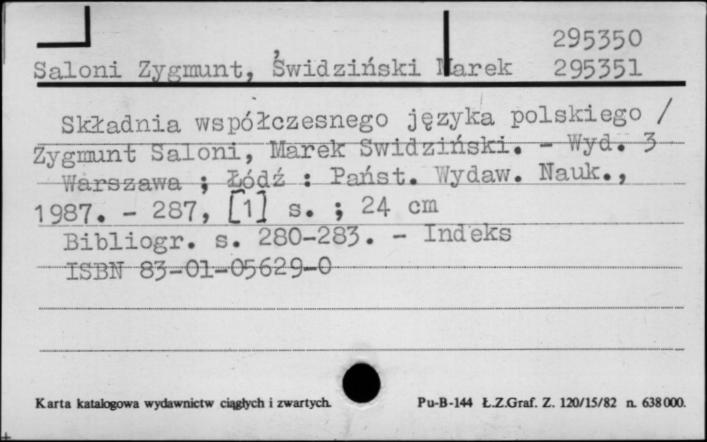 295350
Saloni Zygmunt, Świdziński Marek 295351
Składnia współczesnego języka polskiego /
Zygmunt Saloni, Marek Swidziński. - Wyd. 3
Warszawa ; Łódź : Państ. Wydaw. Nauk.,
1987. - 287, [1] s. ; 24 cm
Bibliogr. s. 280-283. - Indeks
ISBN 83-01-05629-0
Karta katalogowa wydawnictw ciągłych i zwartych. Pu-B-144 Ł.Z.Graf. Z. 120/15/82 n. 638000.